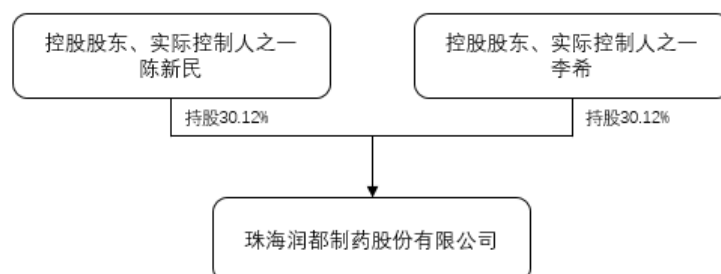 控股股东、实际控制人之一
陈新民
控股股东、实际控制人之一
李希
持股30.12%
持股30.12%
珠海润都制药股份有限公司